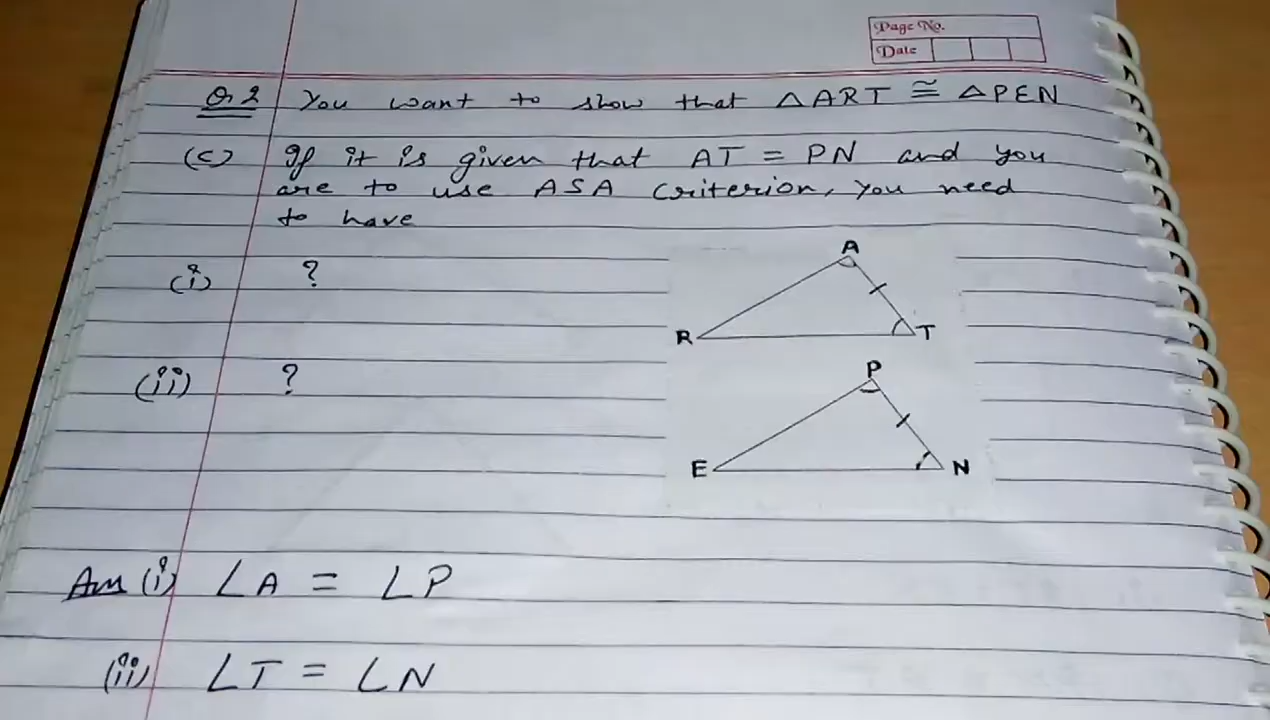 Page No.
Date
Q.2 You want to show that △ART ≅ △PEN
(c) If it is given that AT = PN and you
are to use ASA criterion, you need
to have
(i) ?
(ii) ?
A
R T
P
E N
Ans (i) ∠A = ∠P
(ii) ∠T = ∠N